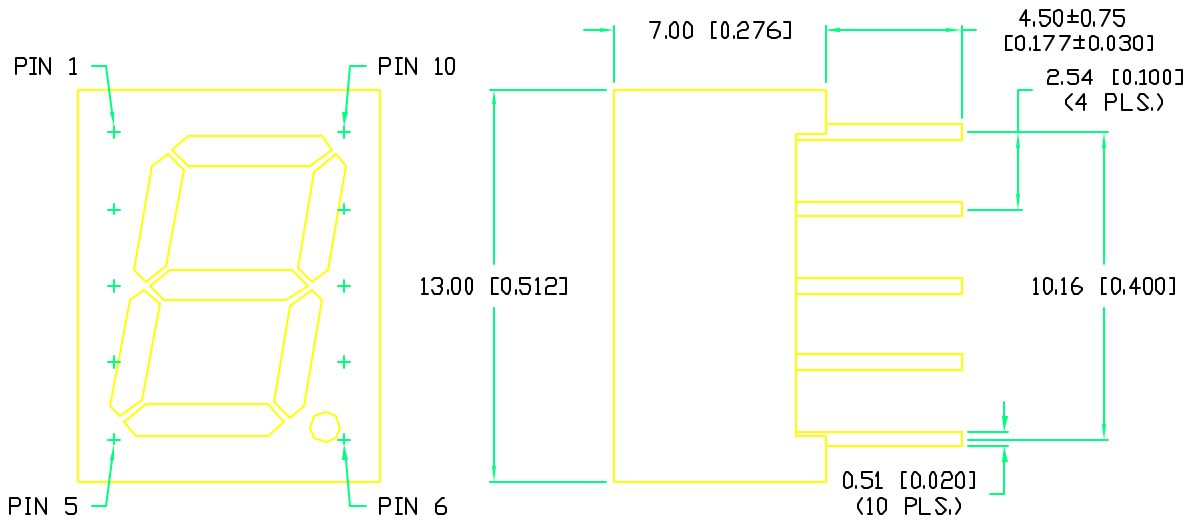 7.00 [0.276]
4.50±0.75
[0.177±0.030]
PIN 1
PIN 10
2.54 [0.100]
(4 PLS.)
13.00 [0.512]
10.16 [0.400]
0.51 [0.020]
(10 PLS.)
PIN 5
PIN 6